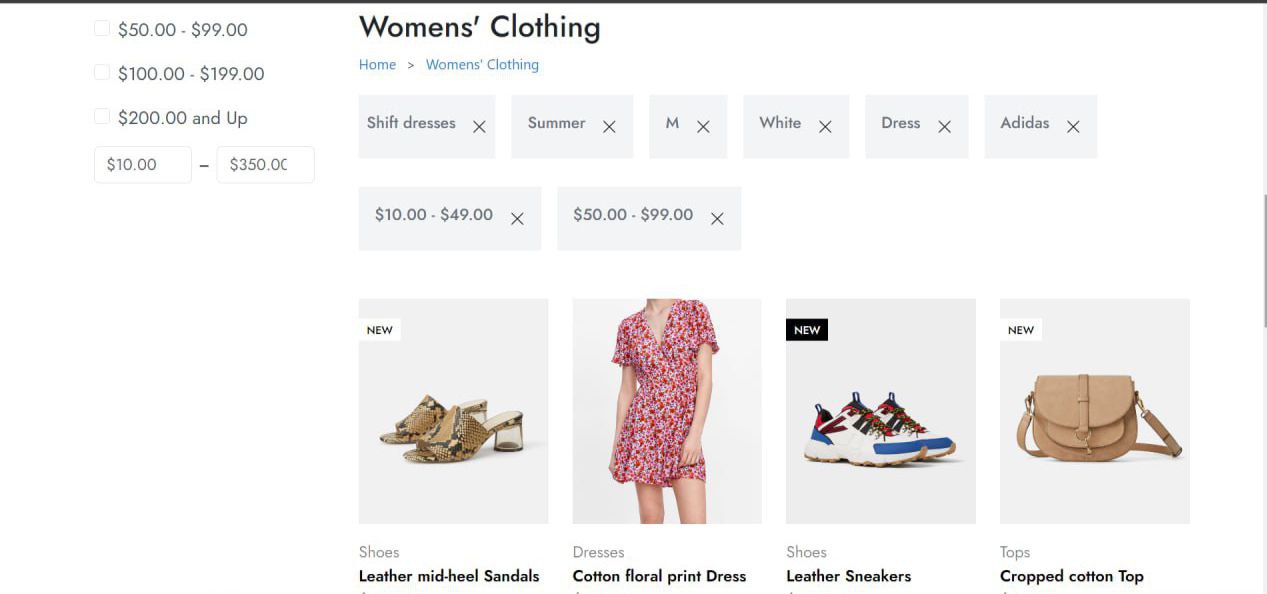 $50.00 - $99.00
$100.00 - $199.00
$200.00 and Up
$10.00 – $350.00
Womens' Clothing
Home > Womens' Clothing
Shift dresses Summer M White Dress Adidas
$10.00 - $49.00 $50.00 - $99.00
NEW
NEW
NEW
Shoes
Leather mid-heel Sandals
Dresses
Cotton floral print Dress
Shoes
Leather Sneakers
Tops
Cropped cotton Top